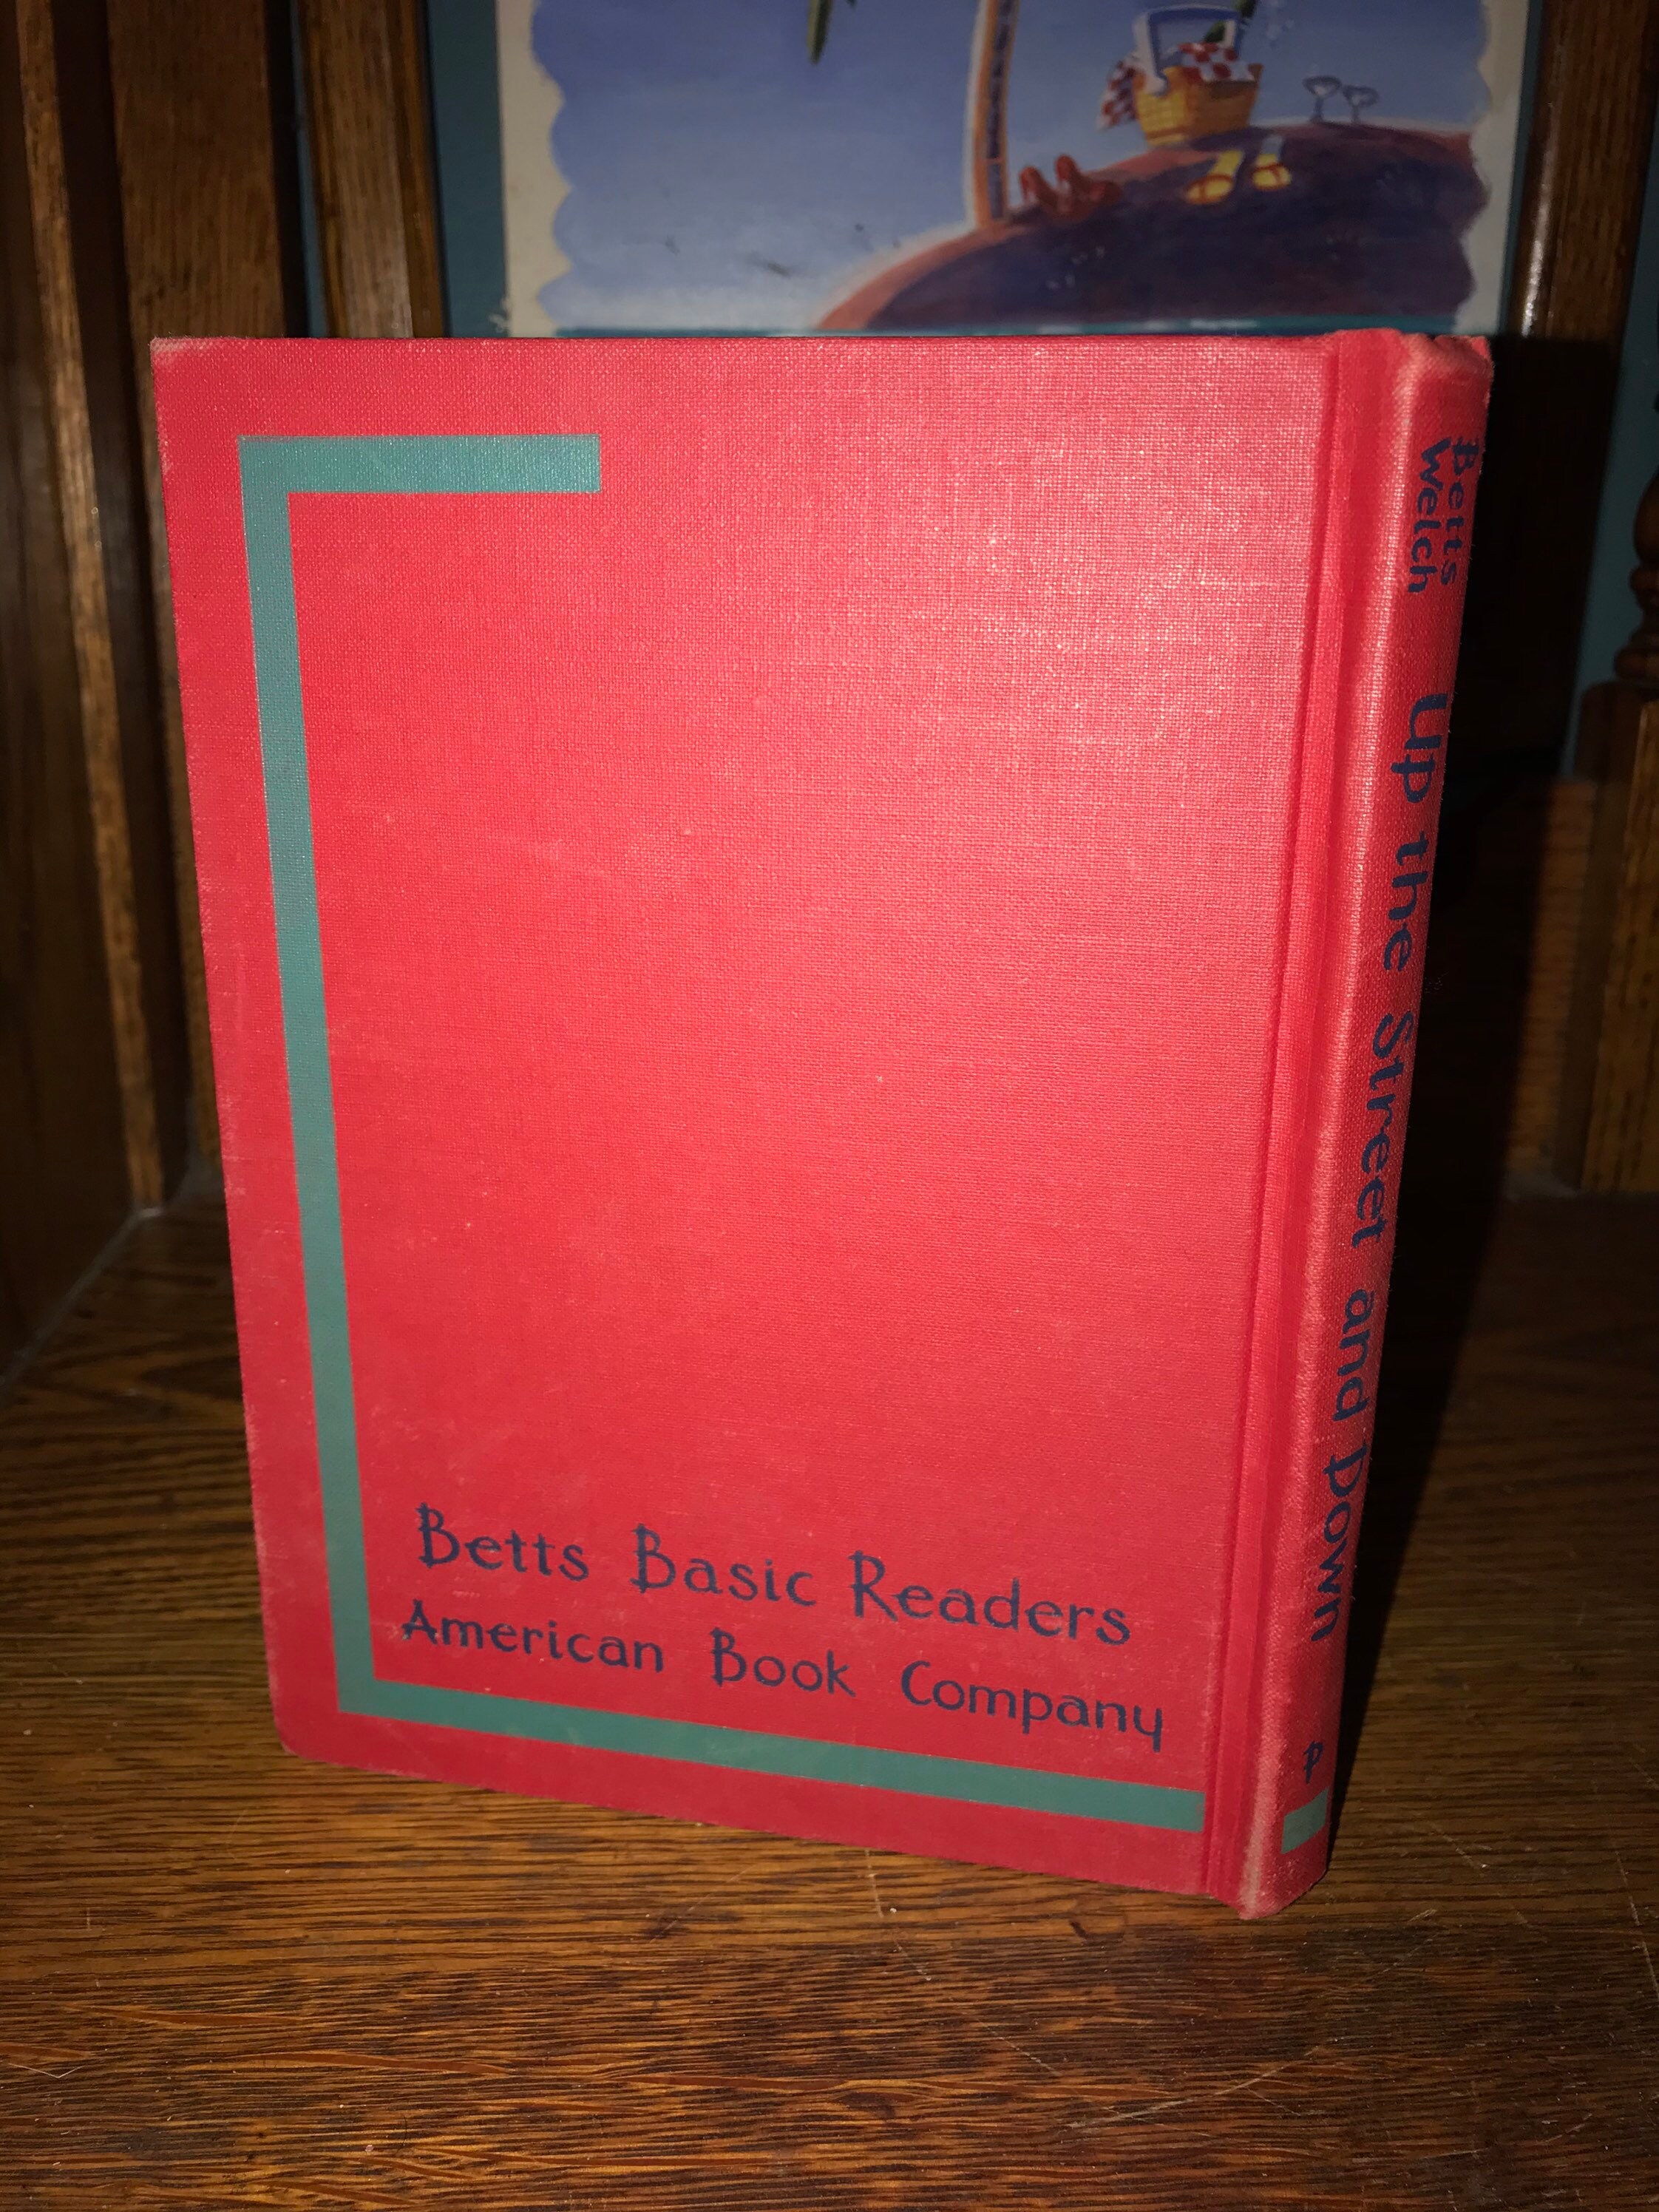 Betts Basic Readers
American Book Company
Betts
Welch
Up the Street and Down
P